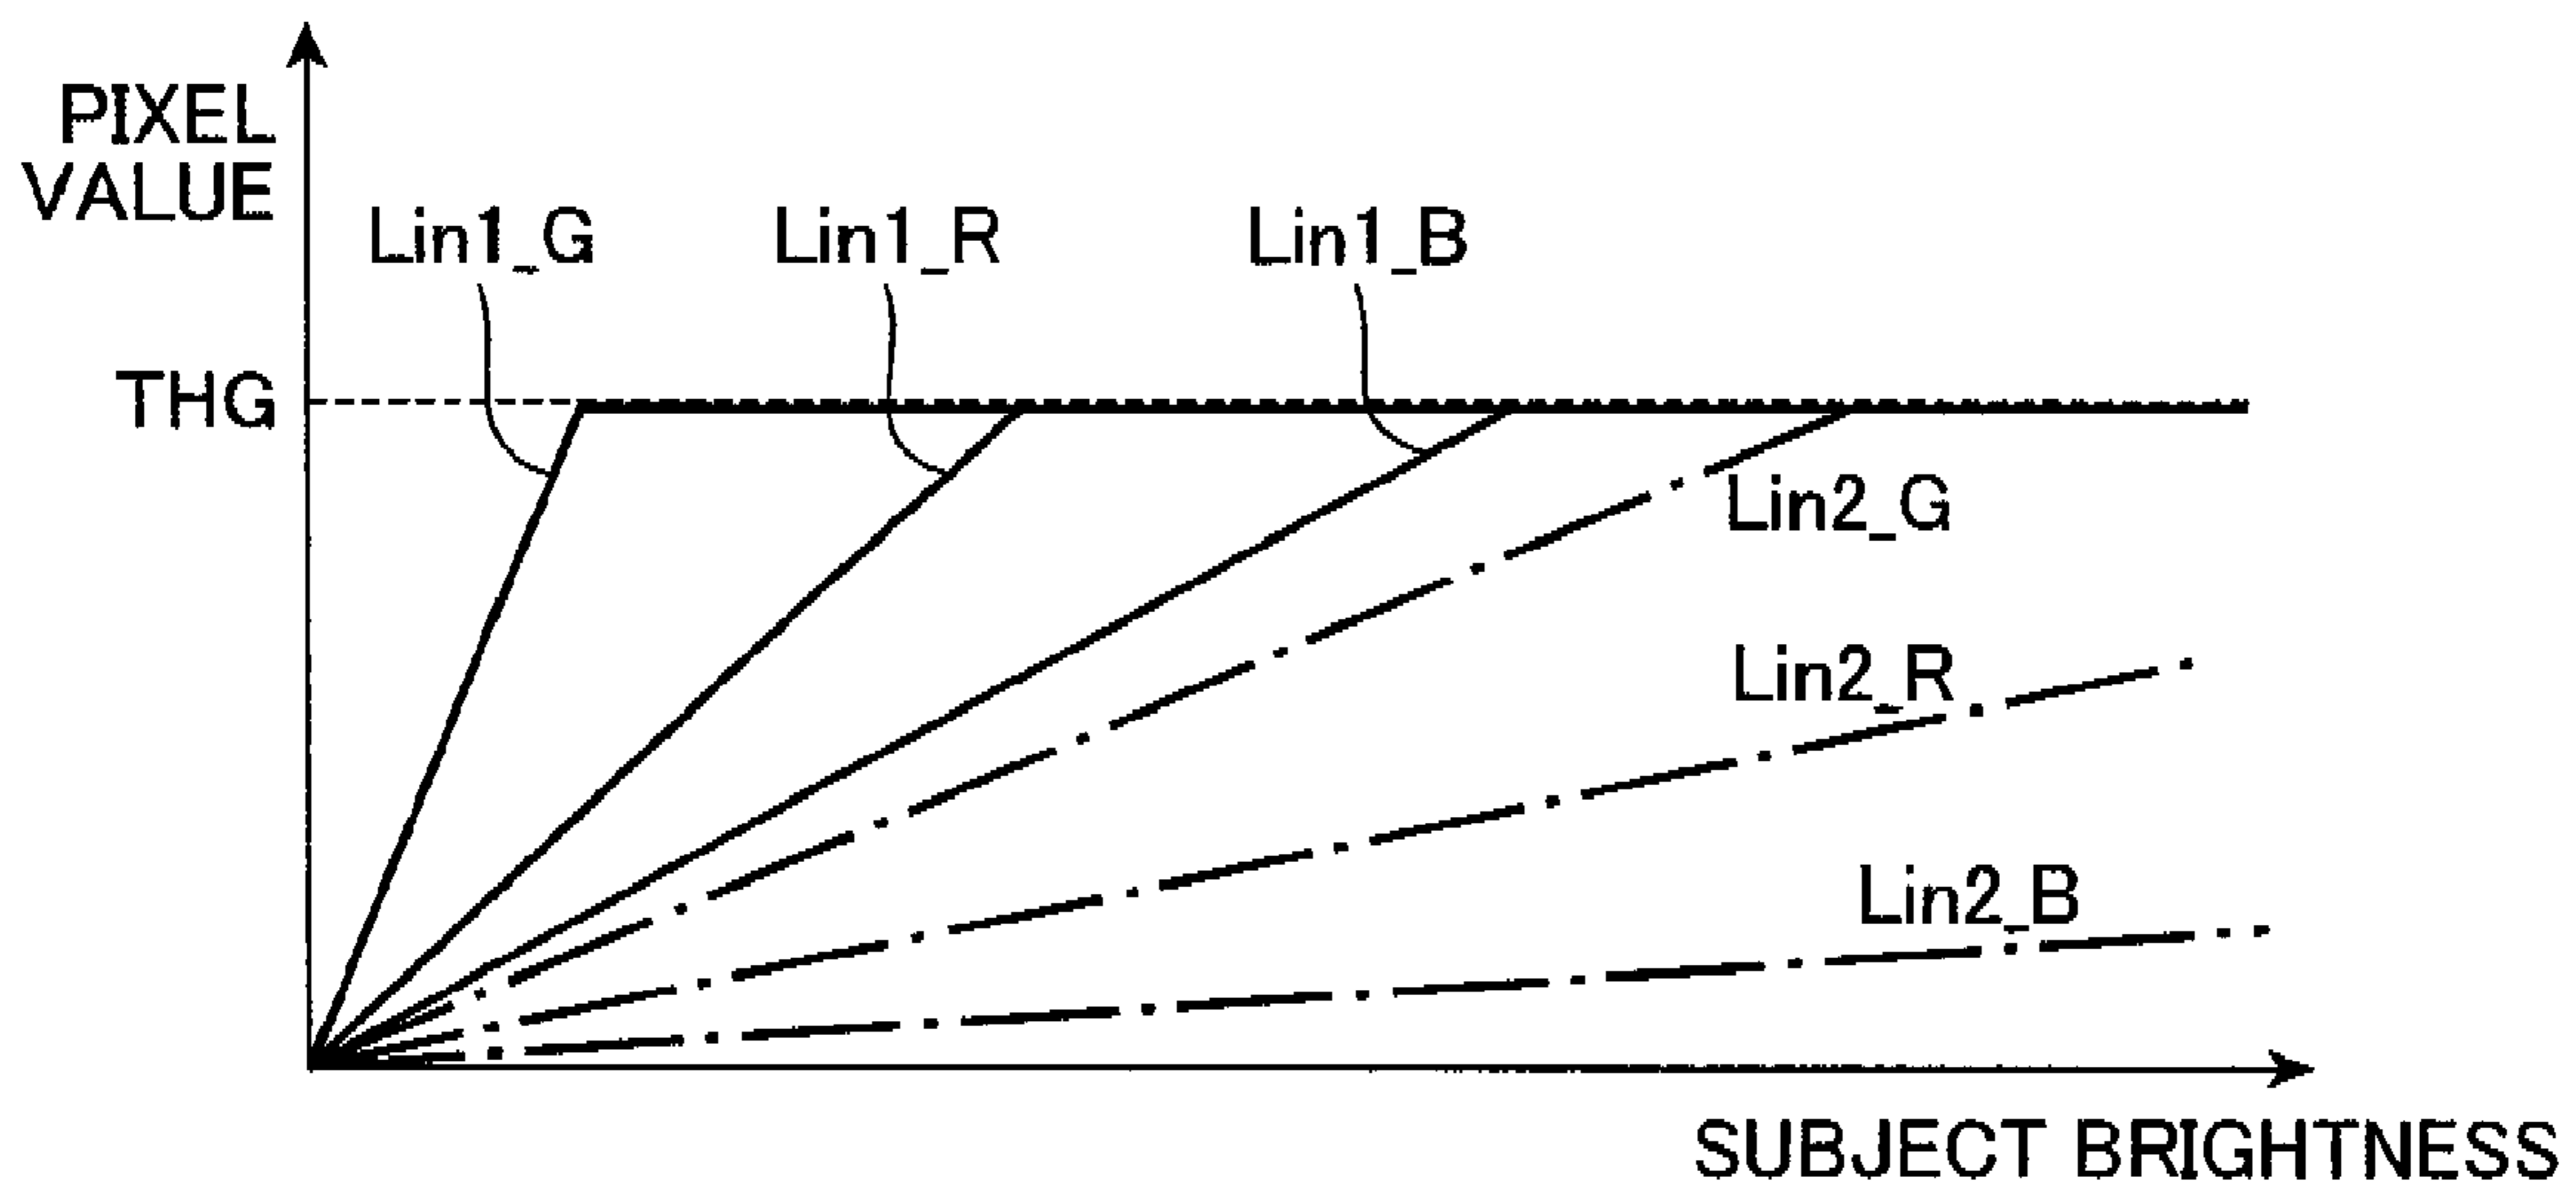 PIXEL
VALUE
Lin1_G
Lin1_R
Lin1_B
THG
Lin2_G
Lin2_R
Lin2_B
SUBJECT BRIGHTNESS